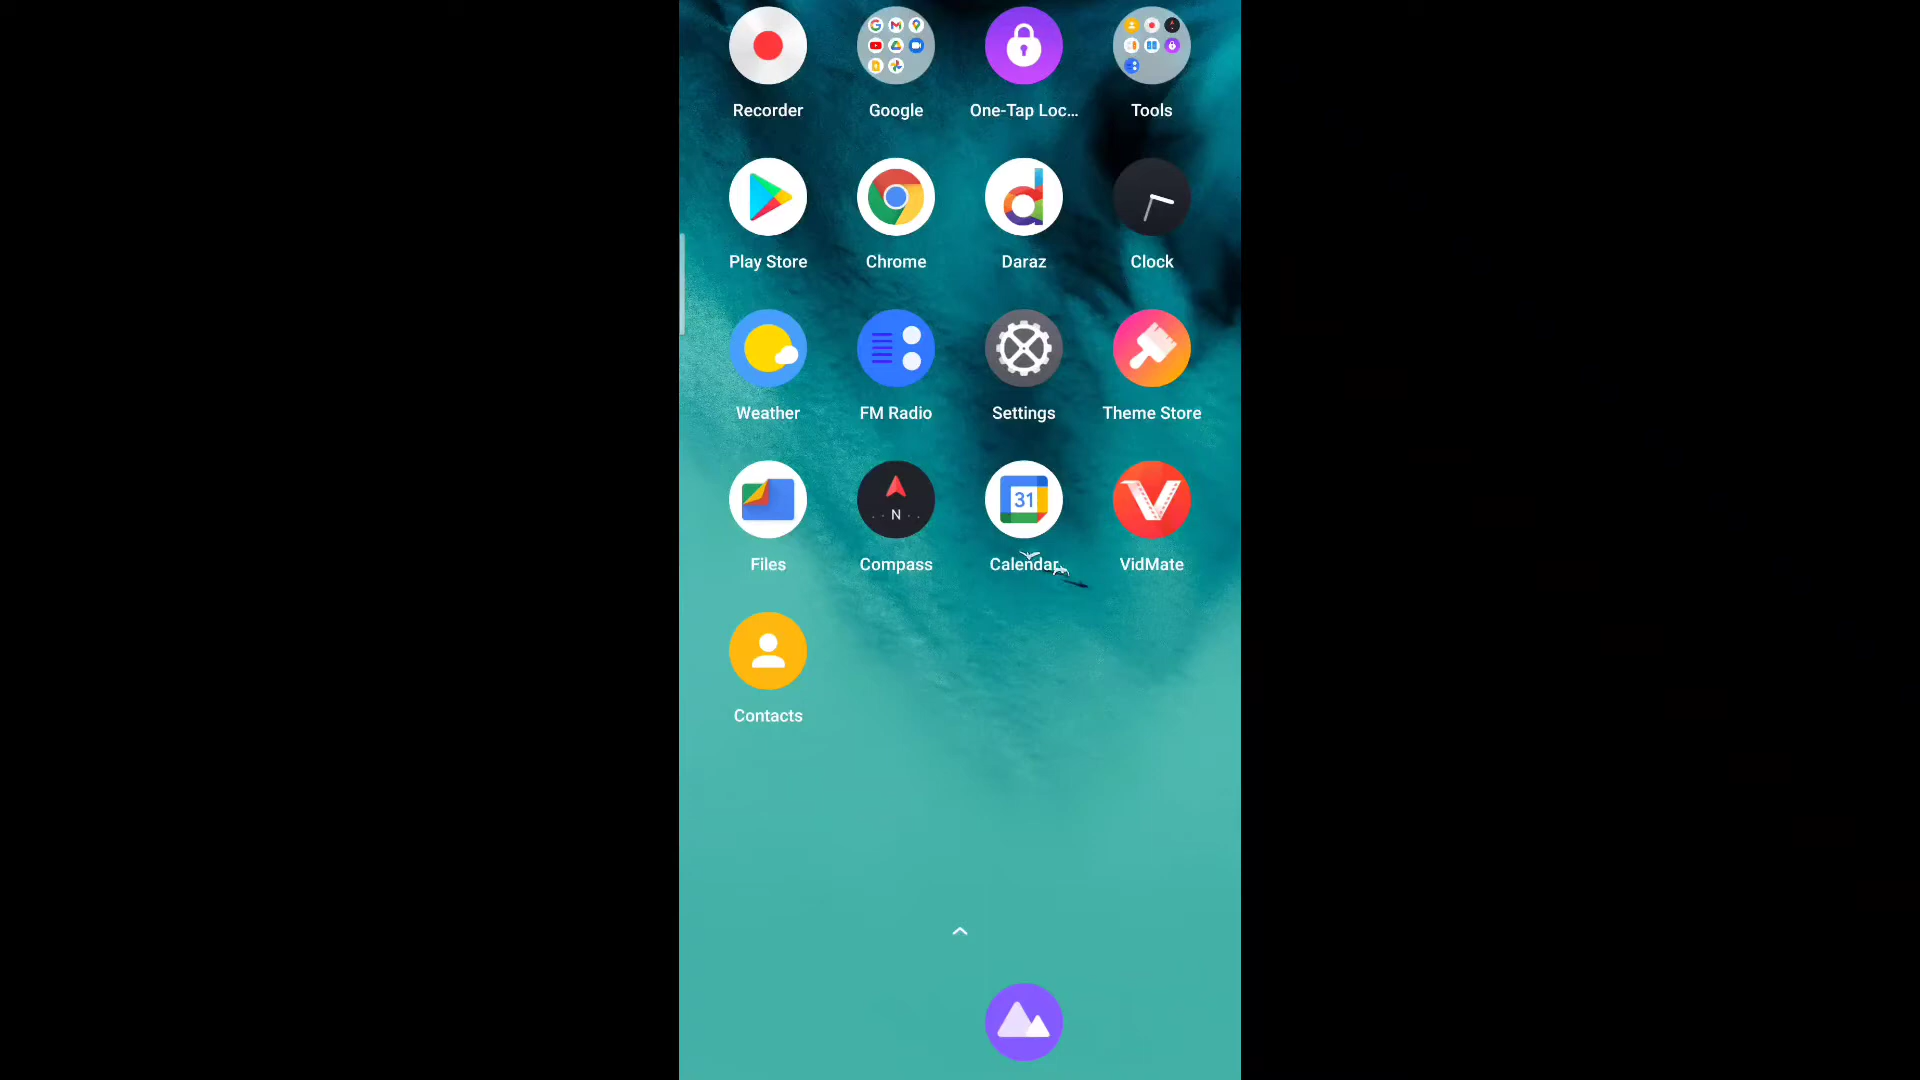 Recorder
Google
One-Tap Loc...
Tools
Play Store
Chrome
Daraz
Clock
Weather
FM Radio
Settings
Theme Store
Files
N
Compass
31
Calendar
VidMate
Contacts